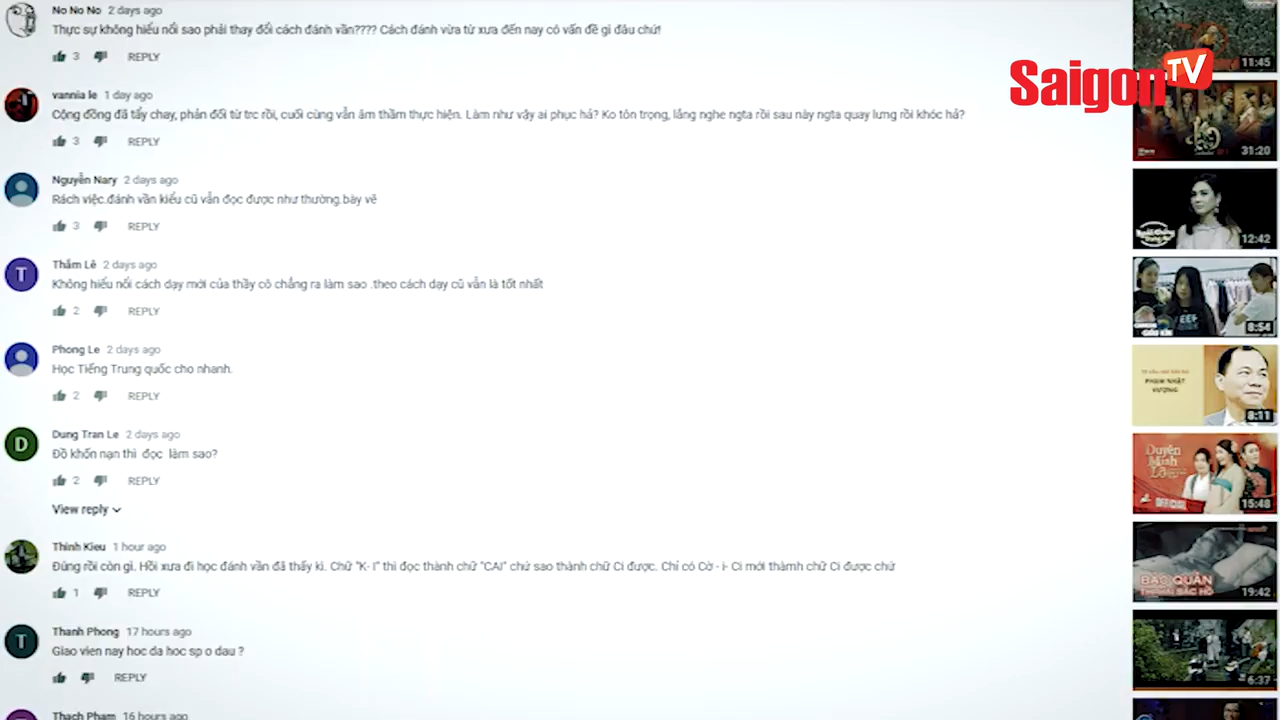 No No No 2 days ago
Thực sự không hiểu nổi sao phải thay đổi cách đánh vần???? Cách đánh vừa từ xưa đến nay có vấn đề gì đâu chứ!
3 REPLY
vannia le 1 day ago
Cộng đồng đã tẩy chay, phản đối từ trc rồi, cuối cùng vẫn âm thầm thực hiện. Làm như vậy ai phục hả? Ko tôn trọng, lắng nghe ngta rồi sau này ngta quay lưng rồi khóc hả?
3 REPLY
Nguyễn Nary 2 days ago
Rách việc.đánh vần kiểu cũ vẫn đọc được như thường.bày vẽ
3 REPLY
Thắm Lê 2 days ago
Không hiểu nổi cách dạy mới của thầy cô chẳng ra làm sao .theo cách dạy cũ vẫn là tốt nhất
2 REPLY
Phong Le 2 days ago
Học Tiếng Trung quốc cho nhanh.
2 REPLY
Dung Tran Le 2 days ago
Đồ khốn nạn thì đọc làm sao?
2 REPLY
View reply
Thinh Kieu 1 hour ago
Đúng rồi còn gì. Hồi xưa đi học đánh vần đã thấy kì. Chữ "K- I" thì đọc thành chữ "CAI" chứ sao thành chữ Ci được. Chỉ có Cờ - i- Ci mới thàmh chữ Ci được chứ
1 REPLY
Thanh Phong 17 hours ago
Giao vien nay hoc da hoc sp o dau ?
REPLY
Thach Pham 16 hours ago
Saigon TV
11:45
31:20
12:42
8:54
PHẠM NHẬT
VƯỢNG
8:11
Duyên
Mình
Lỡ
15:48
BẠC QUẬN
19:42
6:37